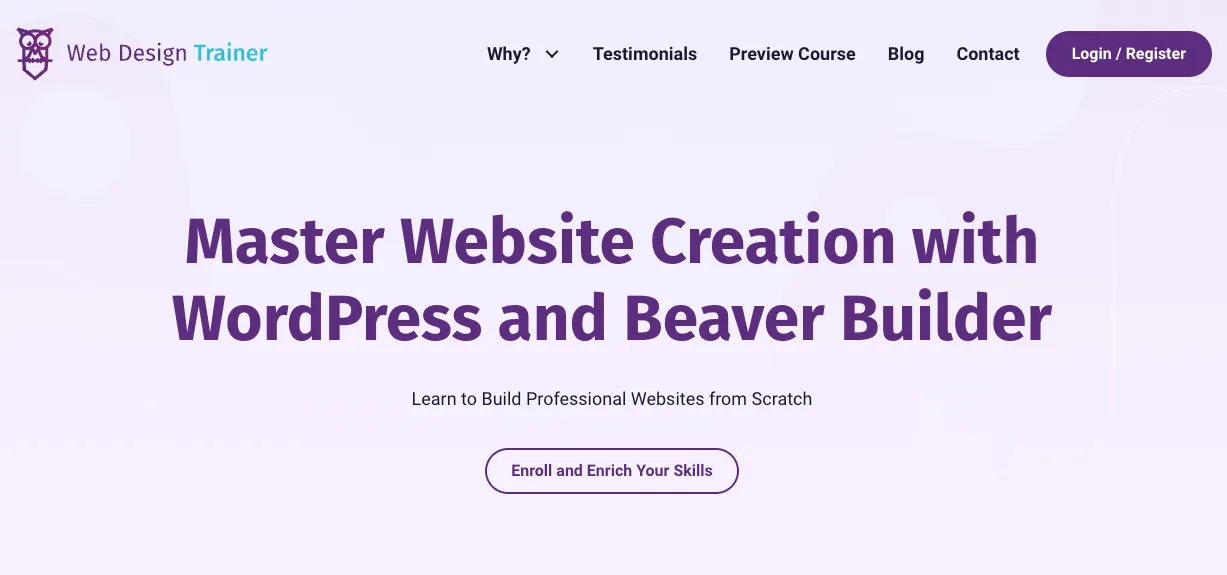 Web Design Trainer
Why? Testimonials Preview Course Blog Contact Login / Register
Master Website Creation with
WordPress and Beaver Builder
Learn to Build Professional Websites from Scratch
Enroll and Enrich Your Skills